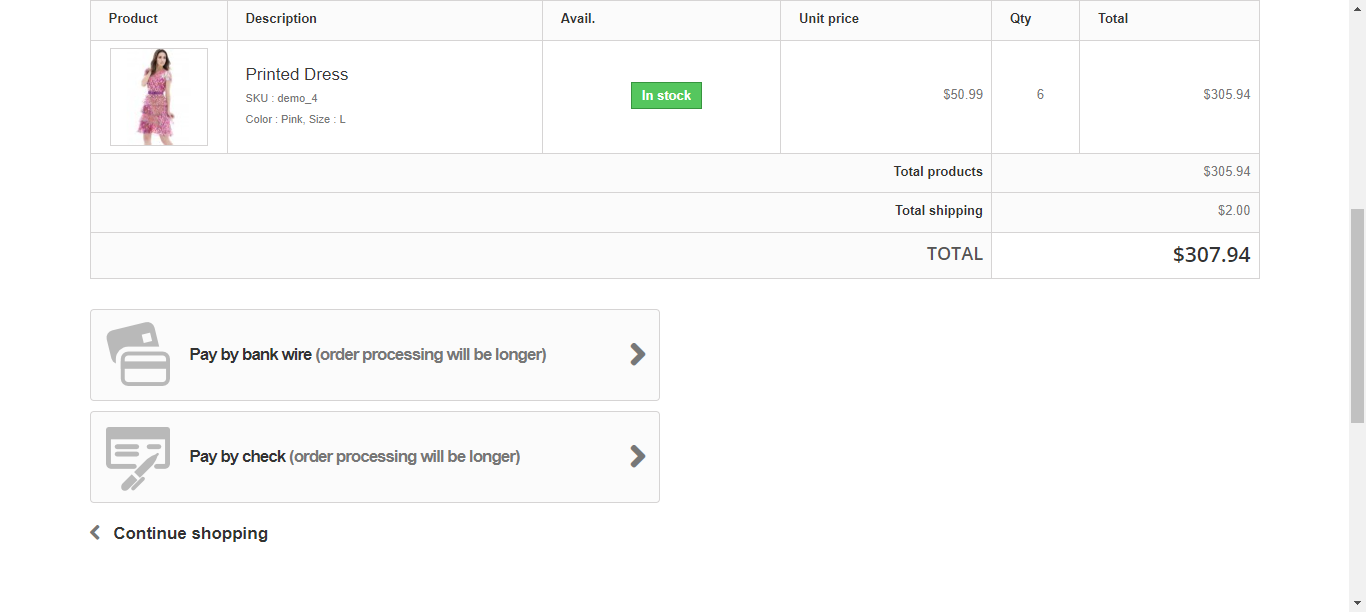 Product Description Avail. Unit price Qty Total
Printed Dress
SKU : demo_4
Color : Pink, Size : L
In stock
$50.99 6 $305.94
Total products $305.94
Total shipping $2.00
TOTAL $307.94
Pay by bank wire (order processing will be longer)
Pay by check (order processing will be longer)
Continue shopping